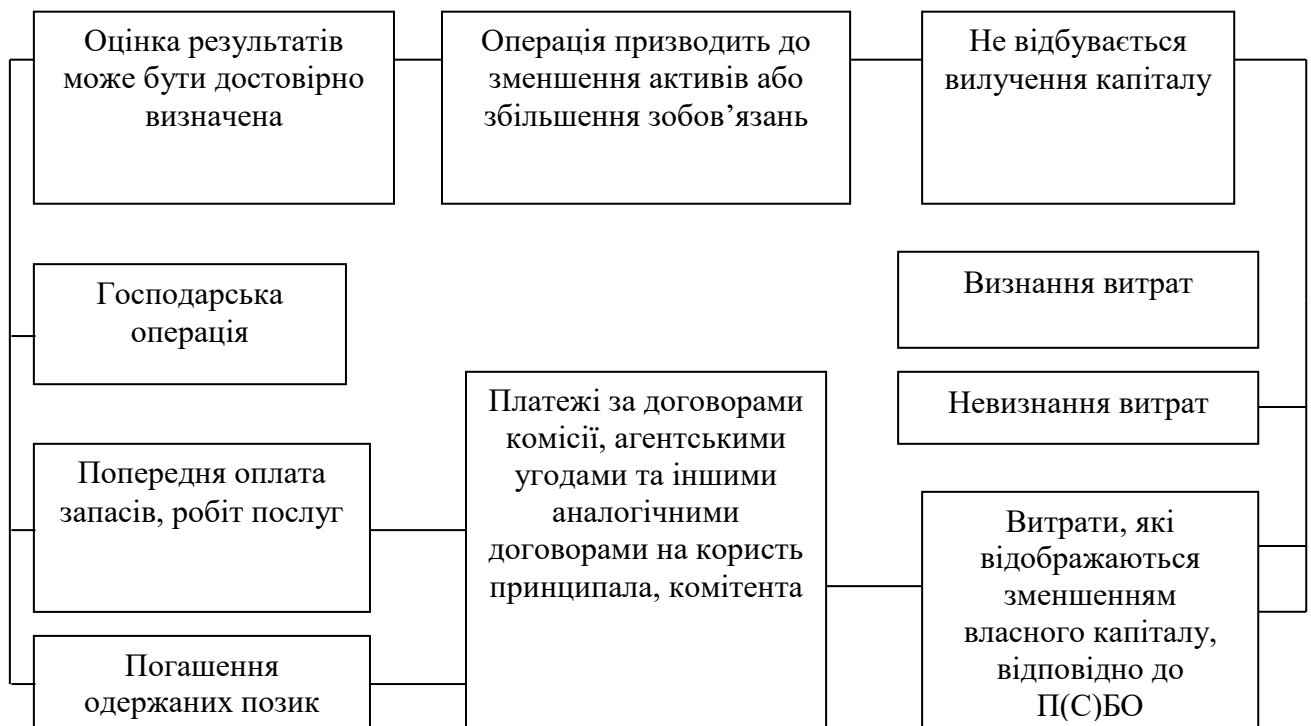 Оцінка результатів
може бути достовірно
визначена
Операція призводить до
зменшення активів або
збільшення зобов’язань
Не відбувається
вилучення капіталу
Господарська
операція
Визнання витрат
Невизнання витрат
Попередня оплата
запасів, робіт послуг
Платежі за договорами
комісії, агентськими
угодами та іншими
аналогічними
договорами на користь
принципала, комітента
Витрати, які
відображаються
зменшенням
власного капіталу,
відповідно до
П(С)БО
Погашення
одержаних позик